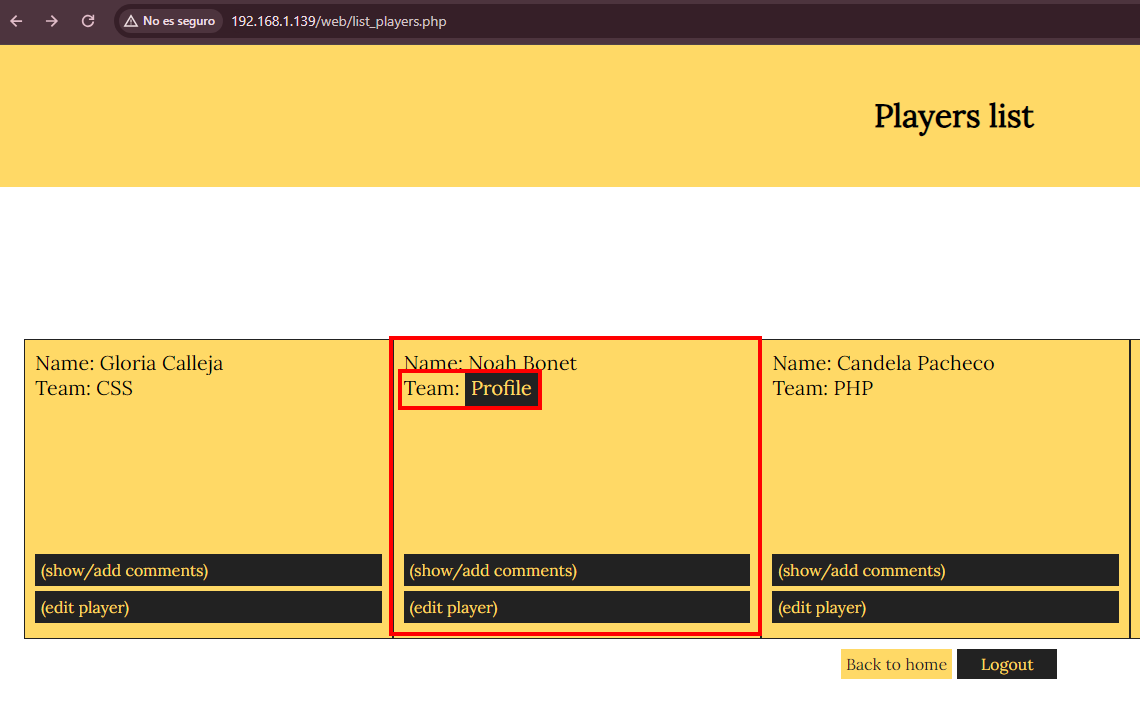 No es seguro 192.168.1.139/web/list_players.php
Players list
Name: Gloria Calleja
Team: CSS
(show/add comments)
(edit player)
Name: Noah Bonet
Team: Profile
(show/add comments)
(edit player)
Name: Candela Pacheco
Team: PHP
(show/add comments)
(edit player)
Back to home Logout